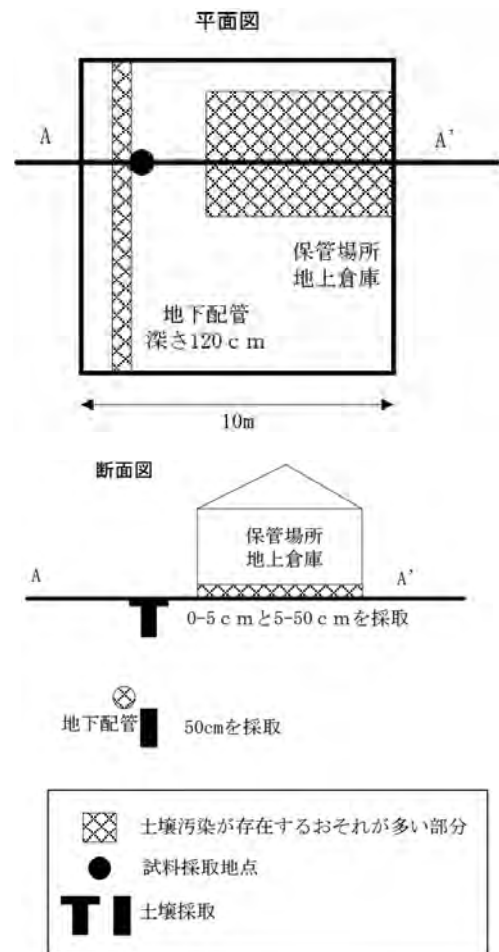 平面図
A
A'
保管場所
地上倉庫
地下配管
深さ120cm
10m
断面図
保管場所
地上倉庫
A
A'
0-5cmと5-50cmを採取
地下配管
50cmを採取
土壌汚染が存在するおそれが多い部分
試料採取地点
土壌採取